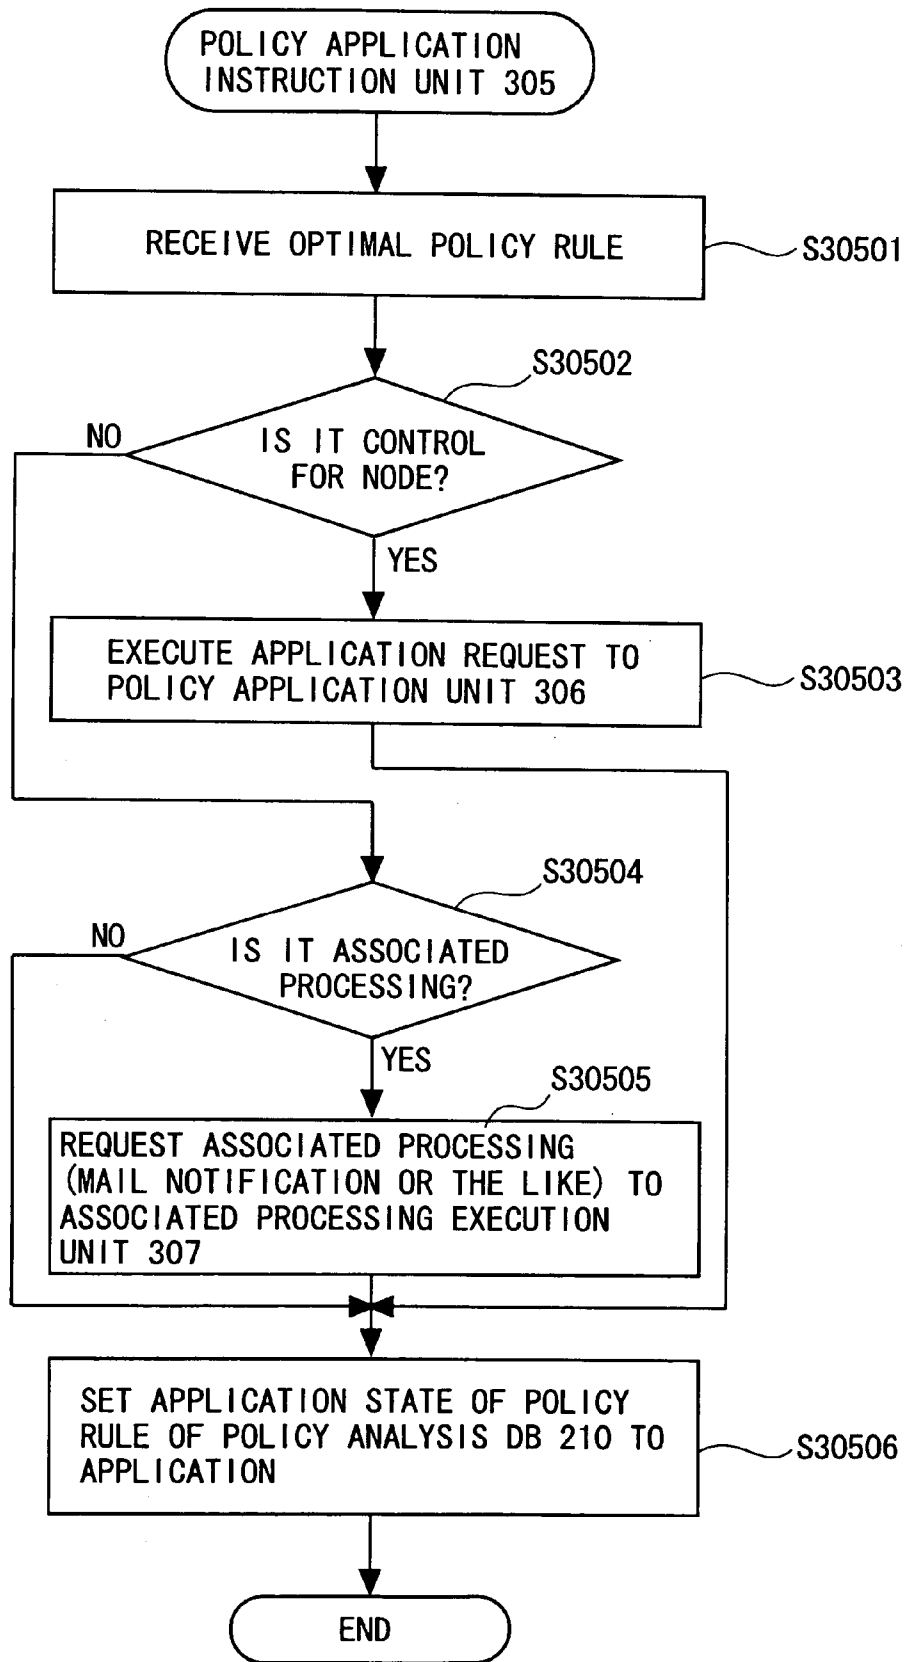 POLICY APPLICATION
INSTRUCTION UNIT 305
RECEIVE OPTIMAL POLICY RULE
S30501
S30502
NO
IS IT CONTROL
FOR NODE?
YES
EXECUTE APPLICATION REQUEST TO
POLICY APPLICATION UNIT 306
S30503
S30504
NO
IS IT ASSOCIATED
PROCESSING?
YES
S30505
REQUEST ASSOCIATED PROCESSING
(MAIL NOTIFICATION OR THE LIKE) TO
ASSOCIATED PROCESSING EXECUTION
UNIT 307
SET APPLICATION STATE OF POLICY
RULE OF POLICY ANALYSIS DB 210 TO
APPLICATION
S30506
END